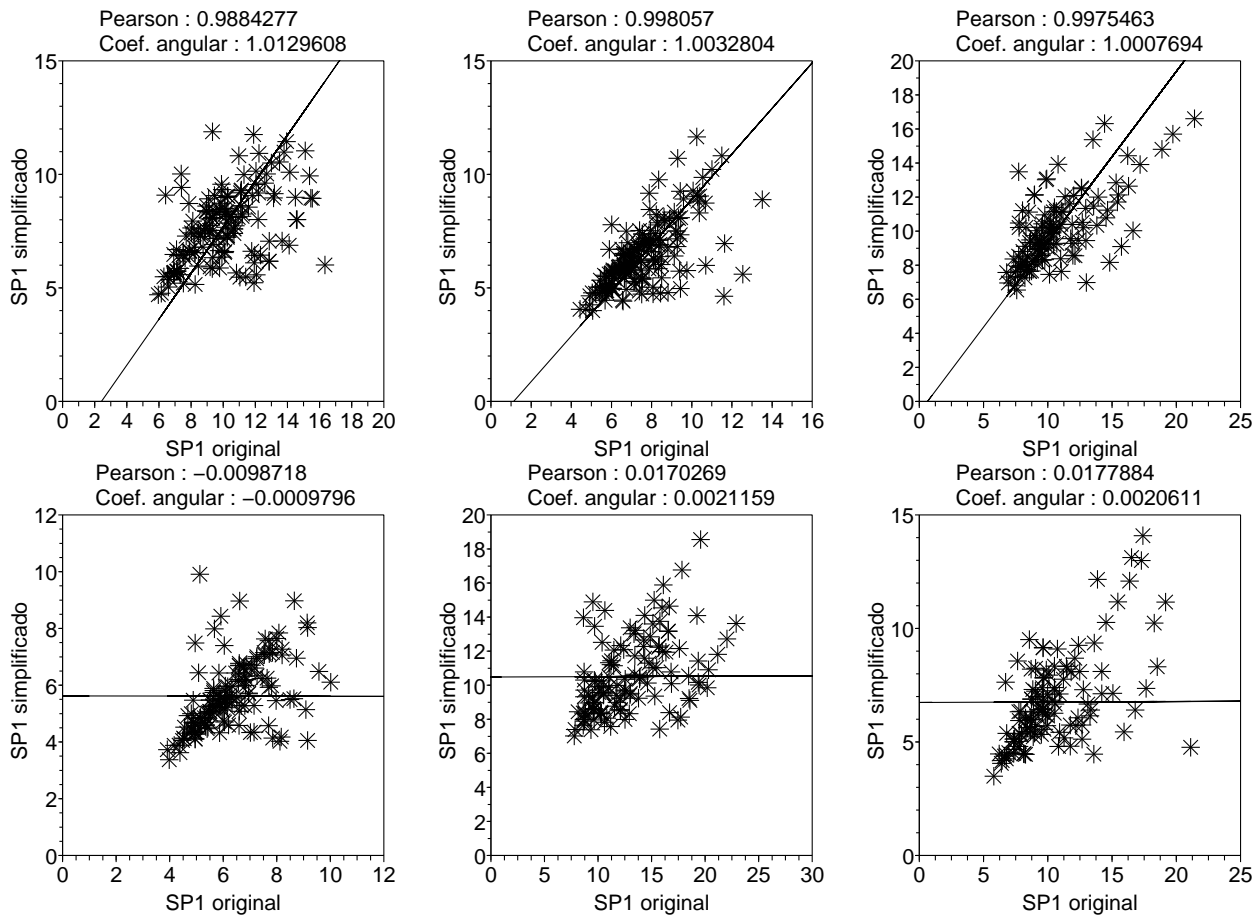 Pearson : 0.9884277
Coef. angular : 1.0129608
15
10
5
0
SP1 simplificado
0 2 4 6 8 10 12 14 16 18 20
SP1 original
Pearson : 0.998057
Coef. angular : 1.0032804
15
10
5
0
SP1 simplificado
0 2 4 6 8 10 12 14 16
SP1 original
Pearson : 0.9975463
Coef. angular : 1.0007694
20
18
16
14
12
10
8
6
4
2
0
SP1 simplificado
0 5 10 15 20 25
SP1 original
Pearson : −0.0098718
Coef. angular : −0.0009796
12
10
8
6
4
2
0
SP1 simplificado
0 2 4 6 8 10 12
SP1 original
Pearson : 0.0170269
Coef. angular : 0.0021159
20
18
16
14
12
10
8
6
4
2
0
SP1 simplificado
0 5 10 15 20 25 30
SP1 original
Pearson : 0.0177884
Coef. angular : 0.0020611
15
10
5
0
SP1 simplificado
0 5 10 15 20 25
SP1 original